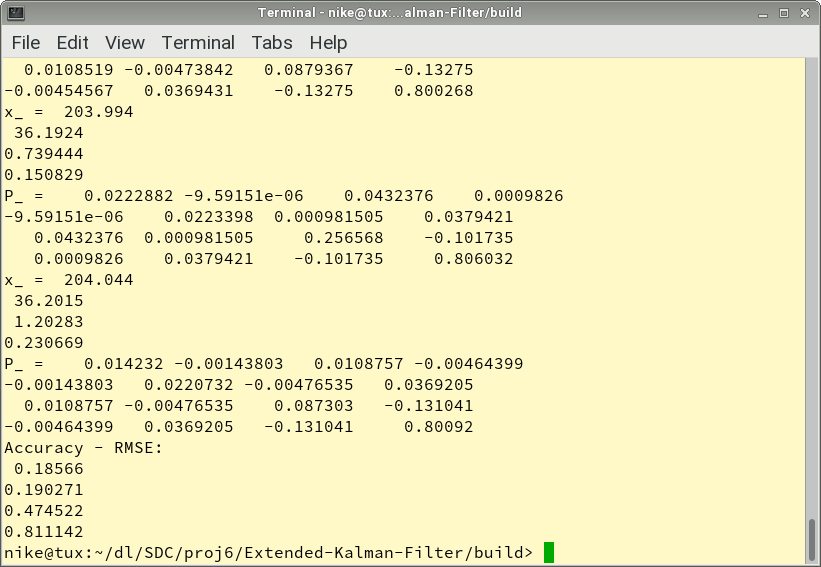 Terminal - nike@tux:...alman-Filter/build
File Edit View Terminal Tabs Help
0.0108519 -0.00473842 0.0879367 -0.13275
-0.00454567 0.0369431 -0.13275 0.800268
x_ = 203.994
36.1924
0.739444
0.150829
P_ = 0.0222882 -9.59151e-06 0.0432376 0.0009826
-9.59151e-06 0.0223398 0.000981505 0.0379421
0.0432376 0.000981505 0.256568 -0.101735
0.0009826 0.0379421 -0.101735 0.806032
x_ = 204.044
36.2015
1.20283
0.230669
P_ = 0.014232 -0.00143803 0.0108757 -0.00464399
-0.00143803 0.0220732 -0.00476535 0.0369205
0.0108757 -0.00476535 0.087303 -0.131041
-0.00464399 0.0369205 -0.131041 0.80092
Accuracy - RMSE:
0.18566
0.190271
0.474522
0.811142
nike@tux:~/dl/SDC/proj6/Extended-Kalman-Filter/build>